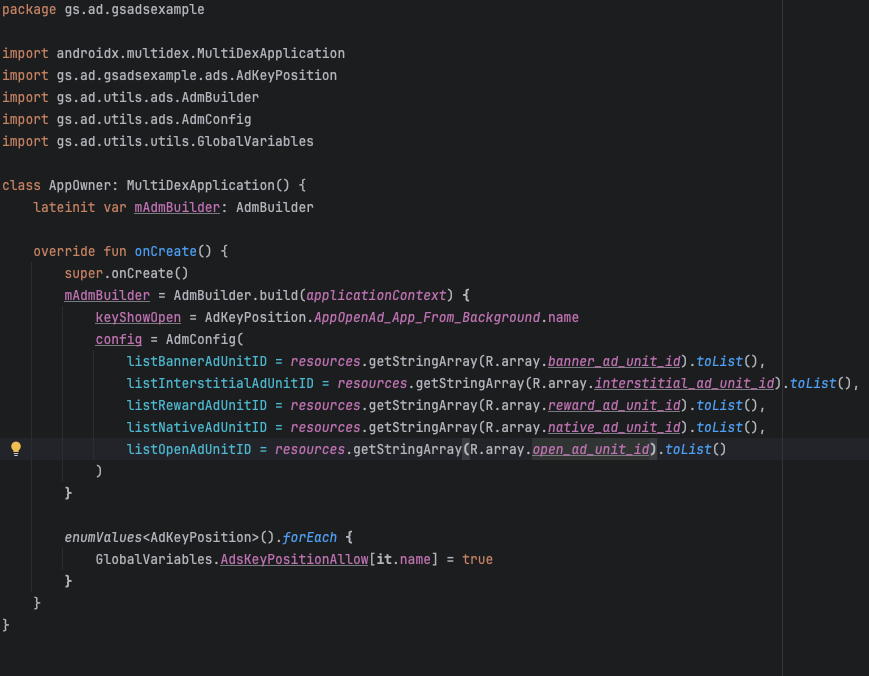 package gs.ad.gsadsexample
import androidx.multidex.MultiDexApplication
import gs.ad.gsadsexample.ads.AdKeyPosition
import gs.ad.utils.ads.AdmBuilder
import gs.ad.utils.ads.AdmConfig
import gs.ad.utils.utils.GlobalVariables
class AppOwner: MultiDexApplication() {
    lateinit var mAdmBuilder: AdmBuilder
    override fun onCreate() {
        super.onCreate()
        mAdmBuilder = AdmBuilder.build(applicationContext) {
            keyShowOpen = AdKeyPosition.AppOpenAd_App_From_Background.name
            config = AdmConfig(
                listBannerAdUnitID = resources.getStringArray(R.array.banner_ad_unit_id).toList(),
                listInterstitialAdUnitID = resources.getStringArray(R.array.interstitial_ad_unit_id).toList(),
                listRewardAdUnitID = resources.getStringArray(R.array.reward_ad_unit_id).toList(),
                listNativeAdUnitID = resources.getStringArray(R.array.native_ad_unit_id).toList(),
                listOpenAdUnitID = resources.getStringArray(R.array.open_ad_unit_id).toList()
            )
        }
        enumValues<AdKeyPosition>().forEach {
            GlobalVariables.AdsKeyPositionAllow[it.name] = true
        }
    }
}